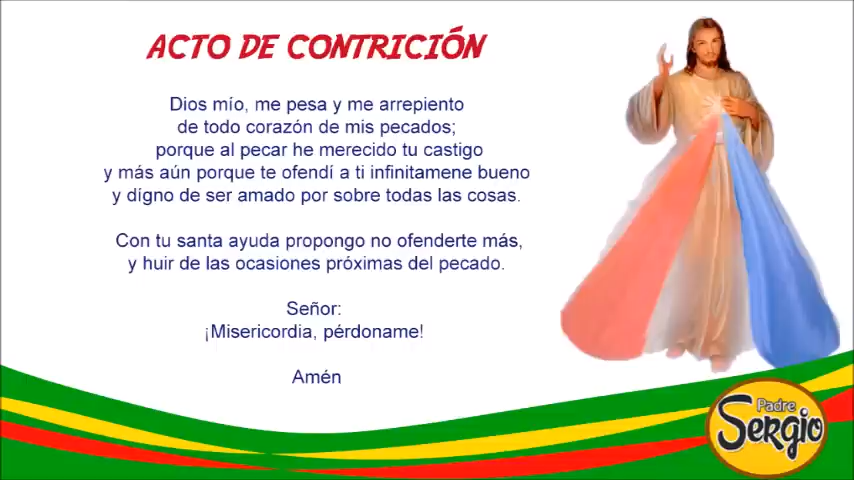 ACTO DE CONTRICIÓN
Dios mío, me pesa y me arrepiento
de todo corazón de mis pecados;
porque al pecar he merecido tu castigo
y más aún porque te ofendí a ti infinitamene bueno
y dígno de ser amado por sobre todas las cosas.
Con tu santa ayuda propongo no ofenderte más,
y huir de las ocasiones próximas del pecado.
Señor:
¡Misericordia, pérdoname!
Amén
Padre
Sergio